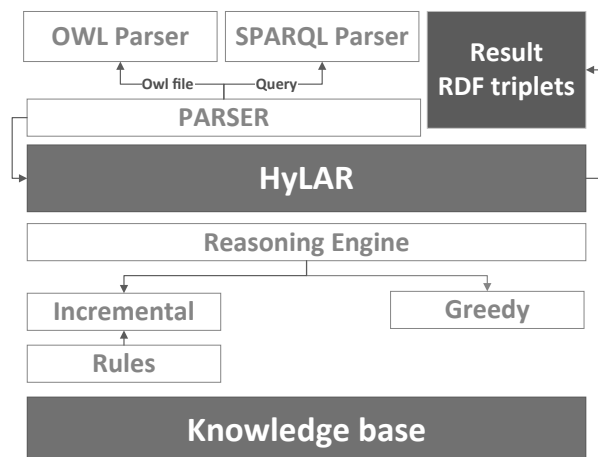 OWL Parser
SPARQL Parser
Result
RDF triplets
Owl file
Query
PARSER
HyLAR
Reasoning Engine
Incremental
Greedy
Rules
Knowledge base